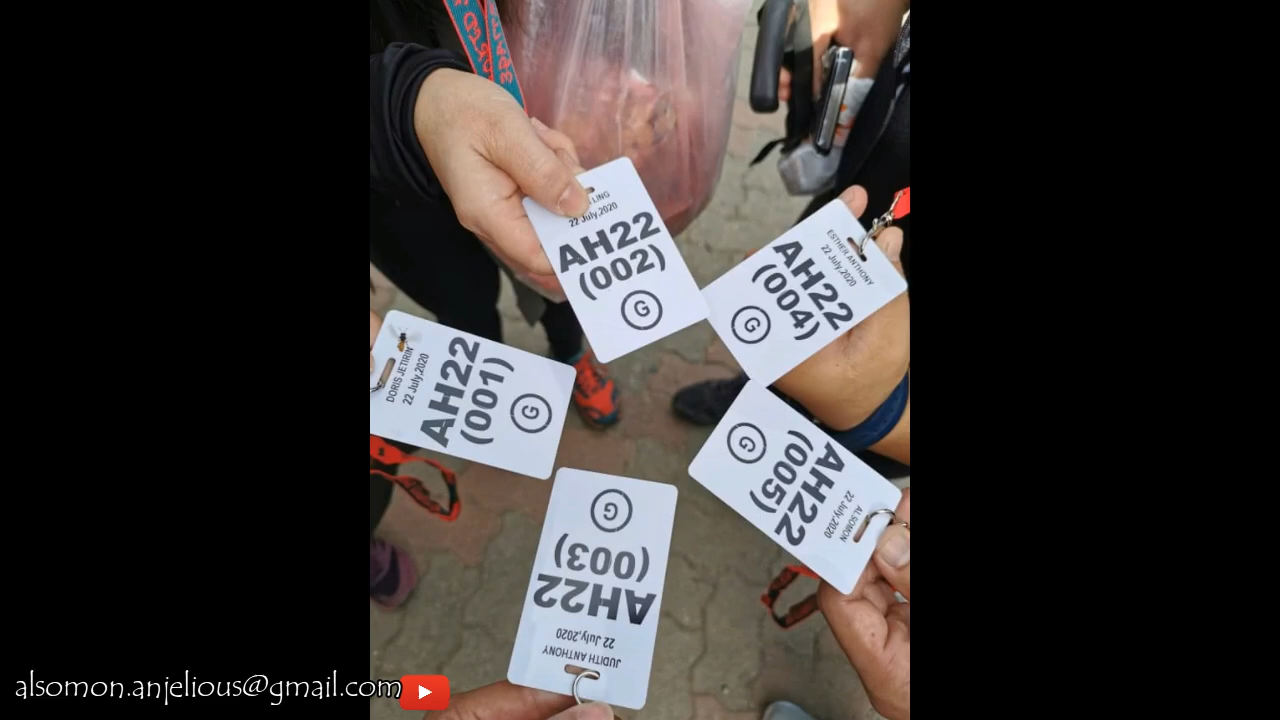 LING
22 July,2020
AH22
(002)
G
ESTHER ANTHONY
22 July,2020
AH22
(004)
G
DORIS JETIRIN
22 July,2020
AH22
(001)
G
ALSOMON
22 July,2020
AH22
(005)
G
JUDITH ANTHONY
22 July,2020
AH22
(003)
G
alsomon.anjelious@gmail.com